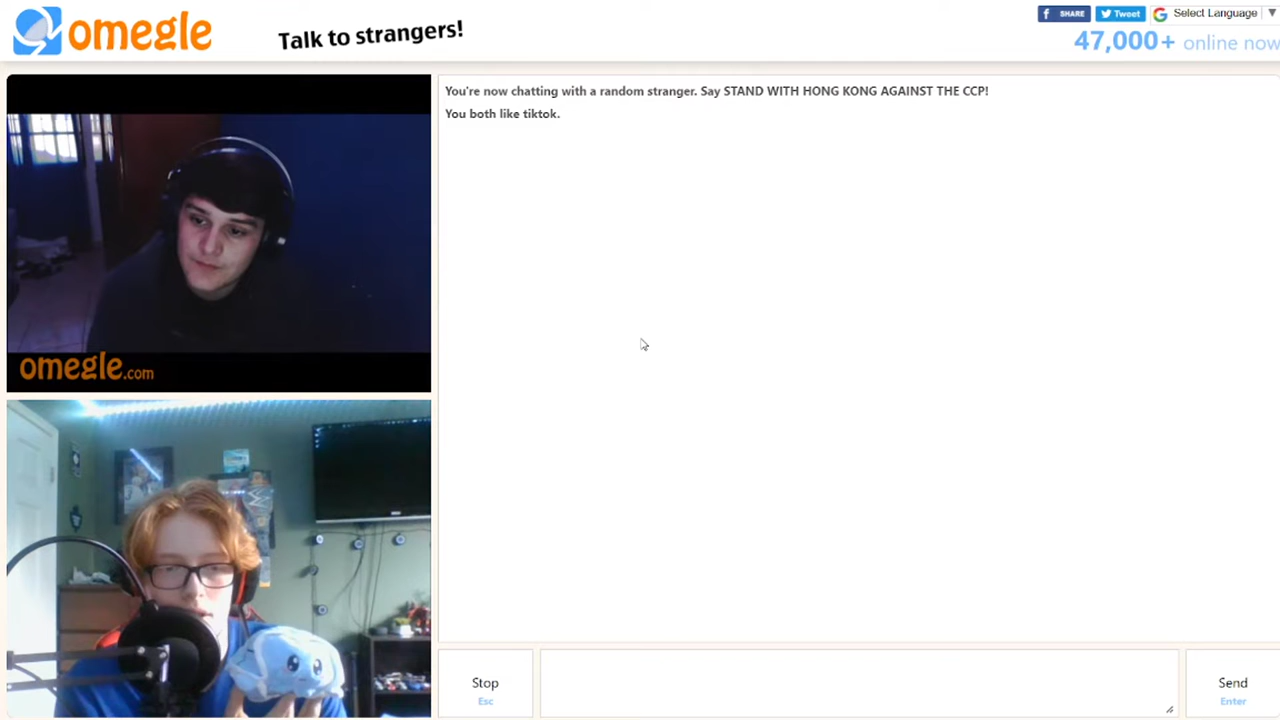 omegle
Talk to strangers!
SHARE
Tweet
Select Language
47,000+ online now
You're now chatting with a random stranger. Say STAND WITH HONG KONG AGAINST THE CCP!
You both like tiktok.
omegle.com
Stop
Esc
Send
Enter